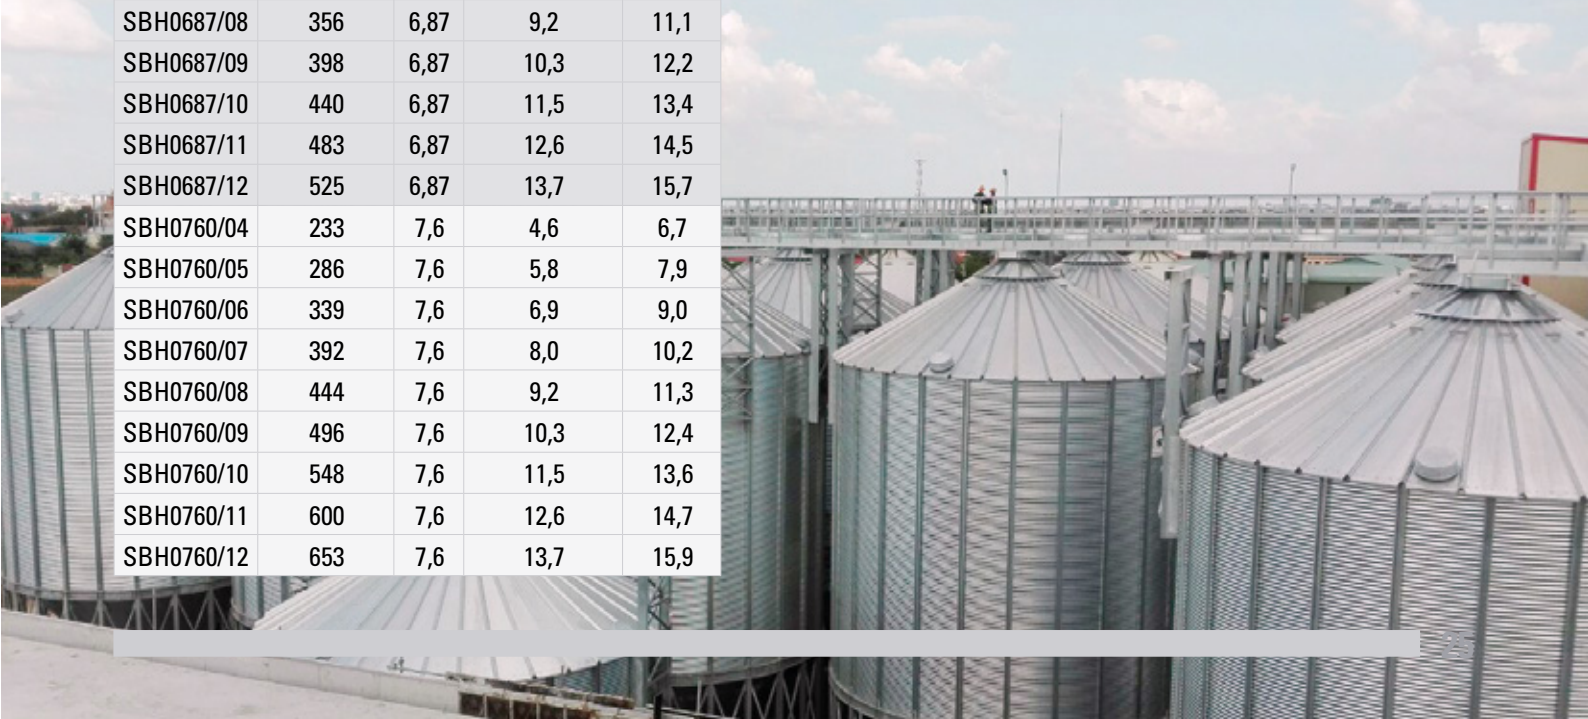 SBH0687/08 356 6,87 9,2 11,1
SBH0687/09 398 6,87 10,3 12,2
SBH0687/10 440 6,87 11,5 13,4
SBH0687/11 483 6,87 12,6 14,5
SBH0687/12 525 6,87 13,7 15,7
SBH0760/04 233 7,6 4,6 6,7
SBH0760/05 286 7,6 5,8 7,9
SBH0760/06 339 7,6 6,9 9,0
SBH0760/07 392 7,6 8,0 10,2
SBH0760/08 444 7,6 9,2 11,3
SBH0760/09 496 7,6 10,3 12,4
SBH0760/10 548 7,6 11,5 13,6
SBH0760/11 600 7,6 12,6 14,7
SBH0760/12 653 7,6 13,7 15,9